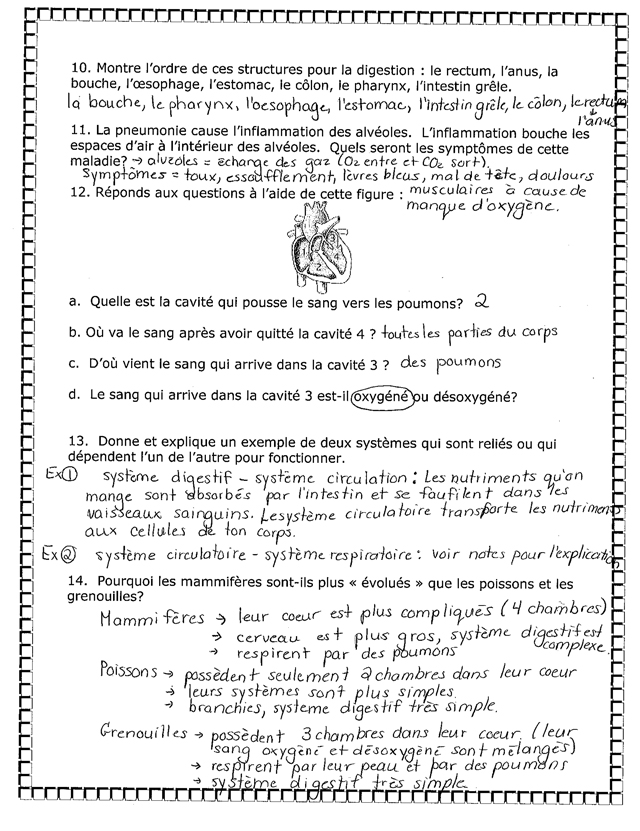 10. Montre l'ordre de ces structures pour la digestion : le rectum, l'anus, la
bouche, l'œsophage, l'estomac, le côlon, le pharynx, l'intestin grêle.
la bouche, le pharynx, l'oesophage, l'estomac, l'intestin grêle, le côlon, le rectum
l'anus
11. La pneumonie cause l'inflammation des alvéoles. L'inflammation bouche les
espaces d'air à l'intérieur des alvéoles. Quels seront les symptômes de cette
maladie? → alvéoles = échange des gaz (O2 entre et CO2 sort).
Symptômes = toux, essoufflement, lèvres bleus, mal de tête, doulours
12. Réponds aux questions à l'aide de cette figure : musculaires à cause de
manque d'oxygène.
3
4
2
a. Quelle est la cavité qui pousse le sang vers les poumons? 2
b. Où va le sang après avoir quitté la cavité 4 ? toutes les parties du corps
c. D'où vient le sang qui arrive dans la cavité 3 ? des poumons
d. Le sang qui arrive dans la cavité 3 est-il oxygéné ou désoxygéné?
13. Donne et explique un exemple de deux systèmes qui sont reliés ou qui
dépendent l'un de l'autre pour fonctionner.
Ex① système digestif - système circulation : Les nutriments qu'on
mange sont absorbés par l'intestin et se faufilent dans les
vaisseaux sainguins. Le système circulatoire transporte les nutriments
aux cellules de ton corps.
Ex② système circulatoire - système respiratoire : voir notes pour l'explication
14. Pourquoi les mammifères sont-ils plus « évolués » que les poissons et les
grenouilles?
Mammifères → leur coeur est plus compliqués (4 chambres)
→ cerveau est plus gros, système digestif est
complexe.
→ respirent par des poumons
Poissons → possèdent seulement 2 chambres dans leur coeur
→ leurs systèmes sont plus simples.
→ branchies, système digestif très simple.
Grenouilles → possèdent 3 chambres dans leur coeur (leur
sang oxygéné et désoxygéné sont mélangés)
→ respirent par leur peau et par des poumons
→ système digestif très simple